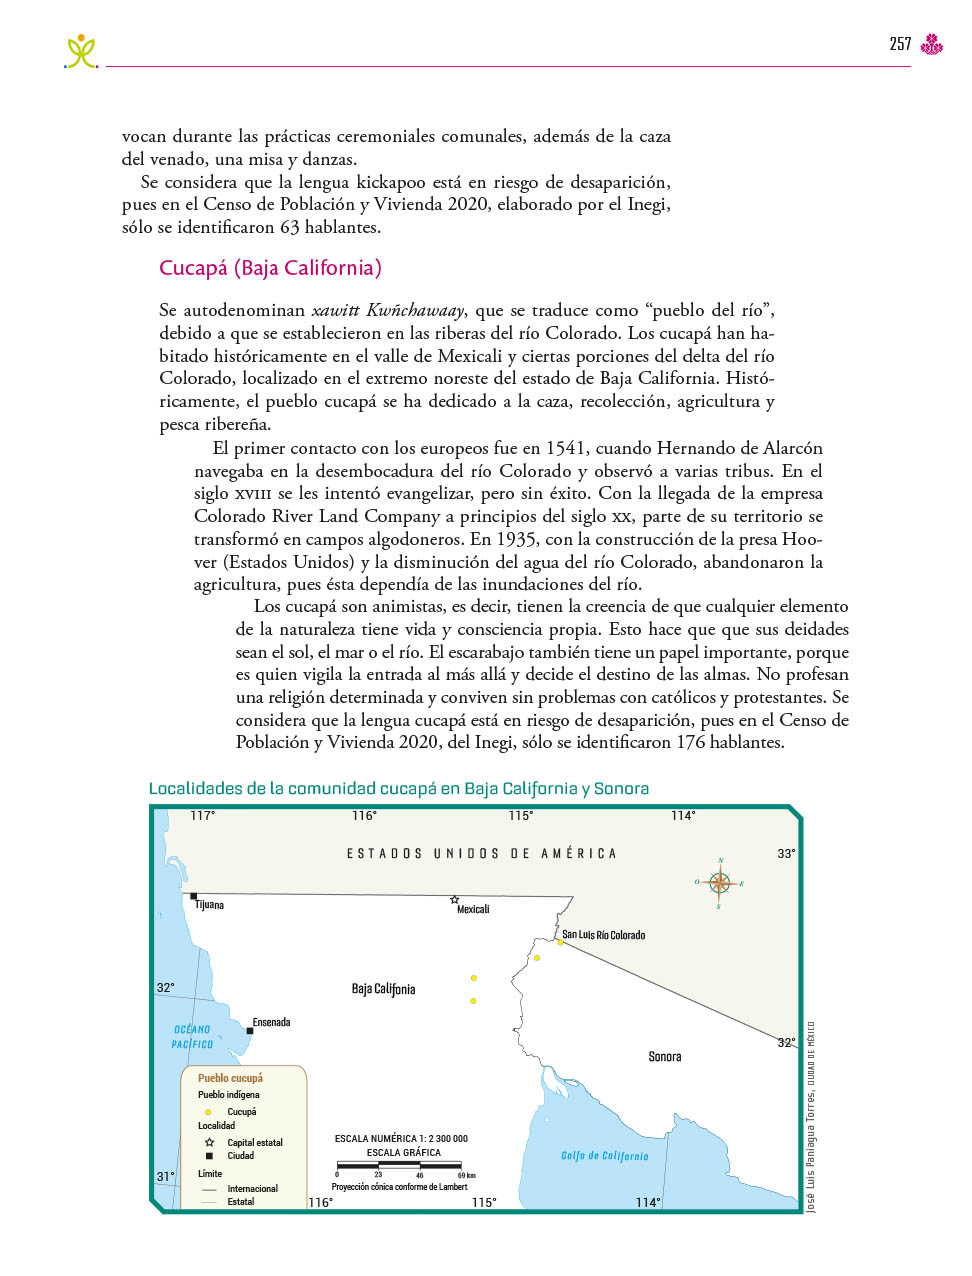 257
vocan durante las prácticas ceremoniales comunales, además de la caza
del venado, una misa y danzas.
Se considera que la lengua kickapoo está en riesgo de desaparición,
pues en el Censo de Población y Vivienda 2020, elaborado por el Inegi,
sólo se identificaron 63 hablantes.
Cucapá (Baja California)
Se autodenominan xawitt Kwñchawaay, que se traduce como “pueblo del río”,
debido a que se establecieron en las riberas del río Colorado. Los cucapá han ha-
bitado históricamente en el valle de Mexicali y ciertas porciones del delta del río
Colorado, localizado en el extremo noreste del estado de Baja California. Histó-
ricamente, el pueblo cucapá se ha dedicado a la caza, recolección, agricultura y
pesca ribereña.
El primer contacto con los europeos fue en 1541, cuando Hernando de Alarcón
navegaba en la desembocadura del río Colorado y observó a varias tribus. En el
siglo XVIII se les intentó evangelizar, pero sin éxito. Con la llegada de la empresa
Colorado River Land Company a principios del siglo XX, parte de su territorio se
transformó en campos algodoneros. En 1935, con la construcción de la presa Hoo-
ver (Estados Unidos) y la disminución del agua del río Colorado, abandonaron la
agricultura, pues ésta dependía de las inundaciones del río.
Los cucapá son animistas, es decir, tienen la creencia de que cualquier elemento
de la naturaleza tiene vida y consciencia propia. Esto hace que que sus deidades
sean el sol, el mar o el río. El escarabajo también tiene un papel importante, porque
es quien vigila la entrada al más allá y decide el destino de las almas. No profesan
una religión determinada y conviven sin problemas con católicos y protestantes. Se
considera que la lengua cucapá está en riesgo de desaparición, pues en el Censo de
Población y Vivienda 2020, del Inegi, sólo se identificaron 176 hablantes.
Localidades de la comunidad cucapá en Baja California y Sonora
117° 116° 115° 114°
ESTADOS UNIDOS DE AMÉRICA
33°
N
O E
S
Tijuana
Mexicali
San Luis Río Colorado
32°
Baja Califonia
Ensenada
OCÉANO
PACÍFICO
32°
Sonora
Pueblo cucupá
Pueblo indígena
Cucupá
Localidad
Capital estatal
Ciudad
Límite
Internacional
Estatal
ESCALA NUMÉRICA 1: 2 300 000
ESCALA GRÁFICA
0 23 46 69 km
Proyección cónica conforme de Lambert
Golfo de California
31°
116° 115° 114°
José Luis Paniagua Torres, CIUDAD DE MÉXICO